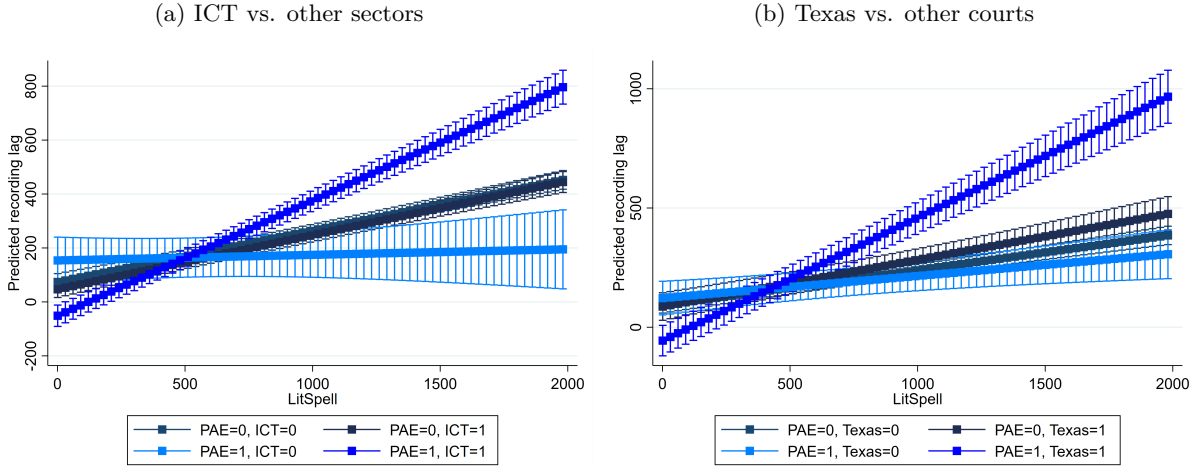 (a) ICT vs. other sectors
Predicted recording lag
800
600
400
200
0
-200
0 500 1000 1500 2000
LitSpell
PAE=0, ICT=0 PAE=0, ICT=1
PAE=1, ICT=0 PAE=1, ICT=1
(b) Texas vs. other courts
Predicted recording lag
1000
500
0
0 500 1000 1500 2000
LitSpell
PAE=0, Texas=0 PAE=0, Texas=1
PAE=1, Texas=0 PAE=1, Texas=1